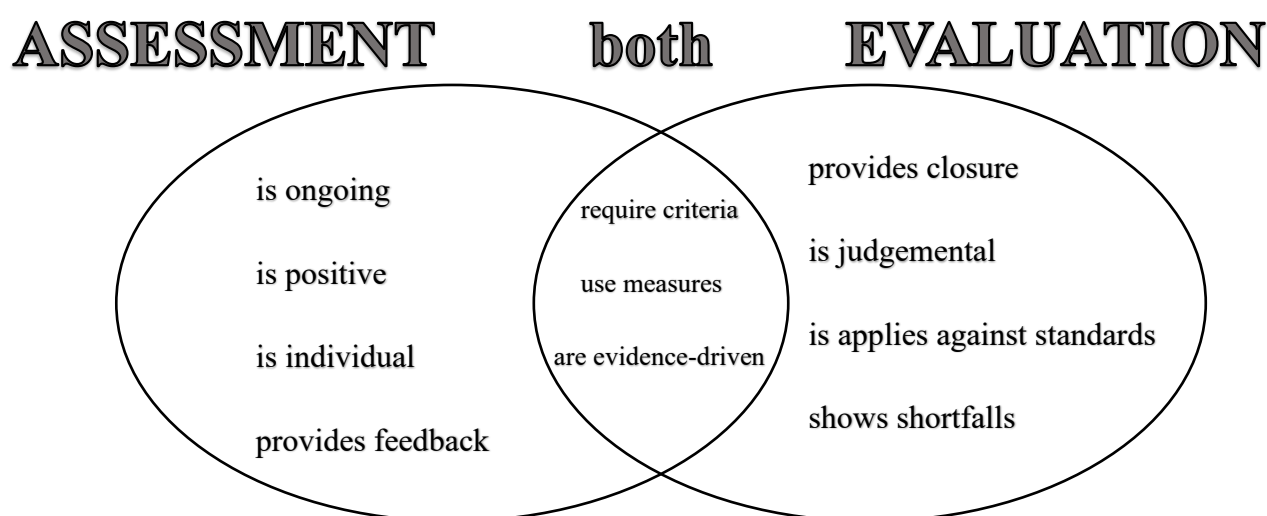 ASSESSMENT both EVALUATION
is ongoing
is positive
is individual
provides feedback
require criteria
use measures
are evidence-driven
provides closure
is judgemental
is applies against standards
shows shortfalls